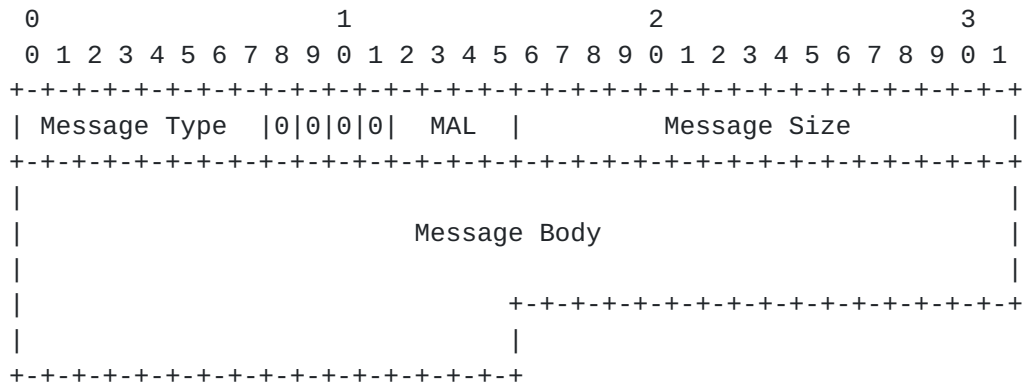 0                   1                   2                   3
 0 1 2 3 4 5 6 7 8 9 0 1 2 3 4 5 6 7 8 9 0 1 2 3 4 5 6 7 8 9 0 1
+-+-+-+-+-+-+-+-+-+-+-+-+-+-+-+-+-+-+-+-+-+-+-+-+-+-+-+-+-+-+-+-+
| Message Type  |0|0|0|0|  MAL  |         Message Size          |
+-+-+-+-+-+-+-+-+-+-+-+-+-+-+-+-+-+-+-+-+-+-+-+-+-+-+-+-+-+-+-+-+
|                                                               |
|                         Message Body                          |
|                                                               |
|                               +-+-+-+-+-+-+-+-+-+-+-+-+-+-+-+-+
|                               |
+-+-+-+-+-+-+-+-+-+-+-+-+-+-+-+-+